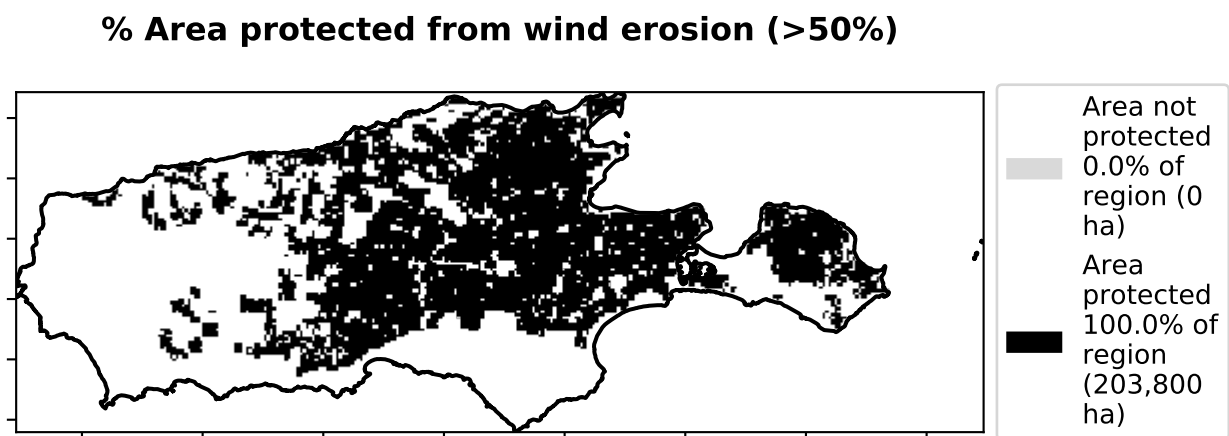 % Area protected from wind erosion (>50%)
Area not
protected
0.0% of
region (0
ha)
Area
protected
100.0% of
region
(203,800
ha)